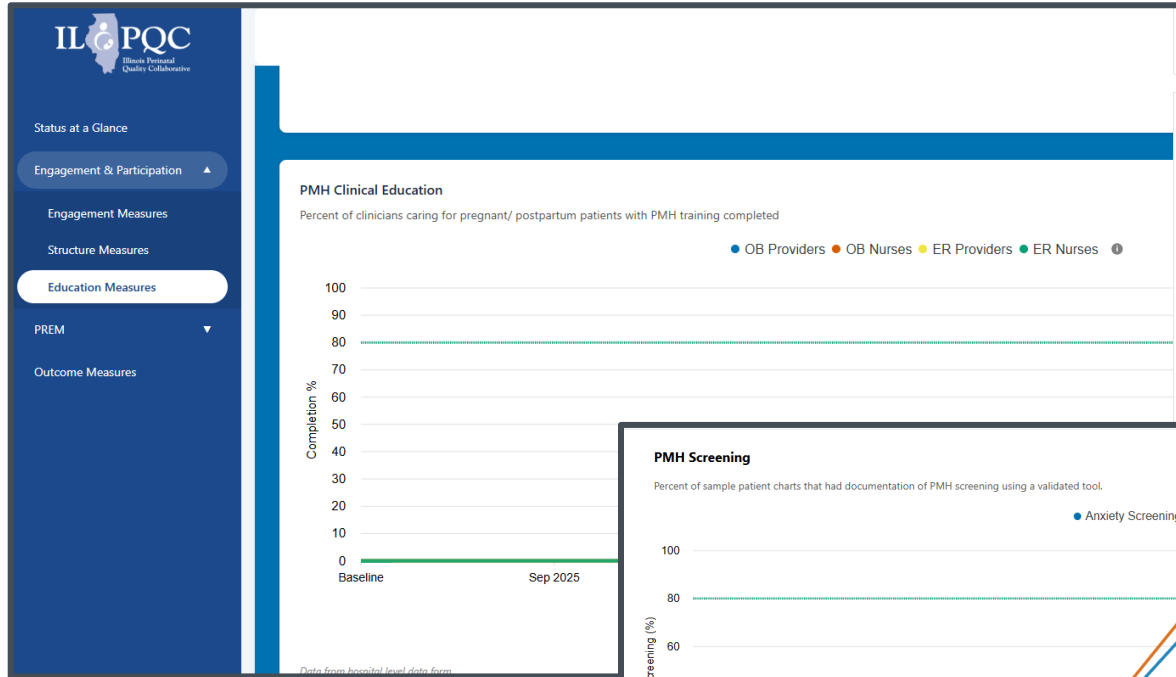 IL PQC
Illinois Perinatal
Quality Collaborative
Status at a Glance
Engagement & Participation ▲
Engagement Measures
Structure Measures
Education Measures
PREM ▼
Outcome Measures
PMH Clinical Education
Percent of clinicians caring for pregnant/ postpartum patients with PMH training completed
OB Providers OB Nurses ER Providers ER Nurses
100
90
80
70
60
50
40
30
20
10
0
Completion %
Baseline Sep 2025
Data from hospital level data form
PMH Screening
Percent of sample patient charts that had documentation of PMH screening using a validated tool.
Anxiety Screening
100
80
60
reening (%)